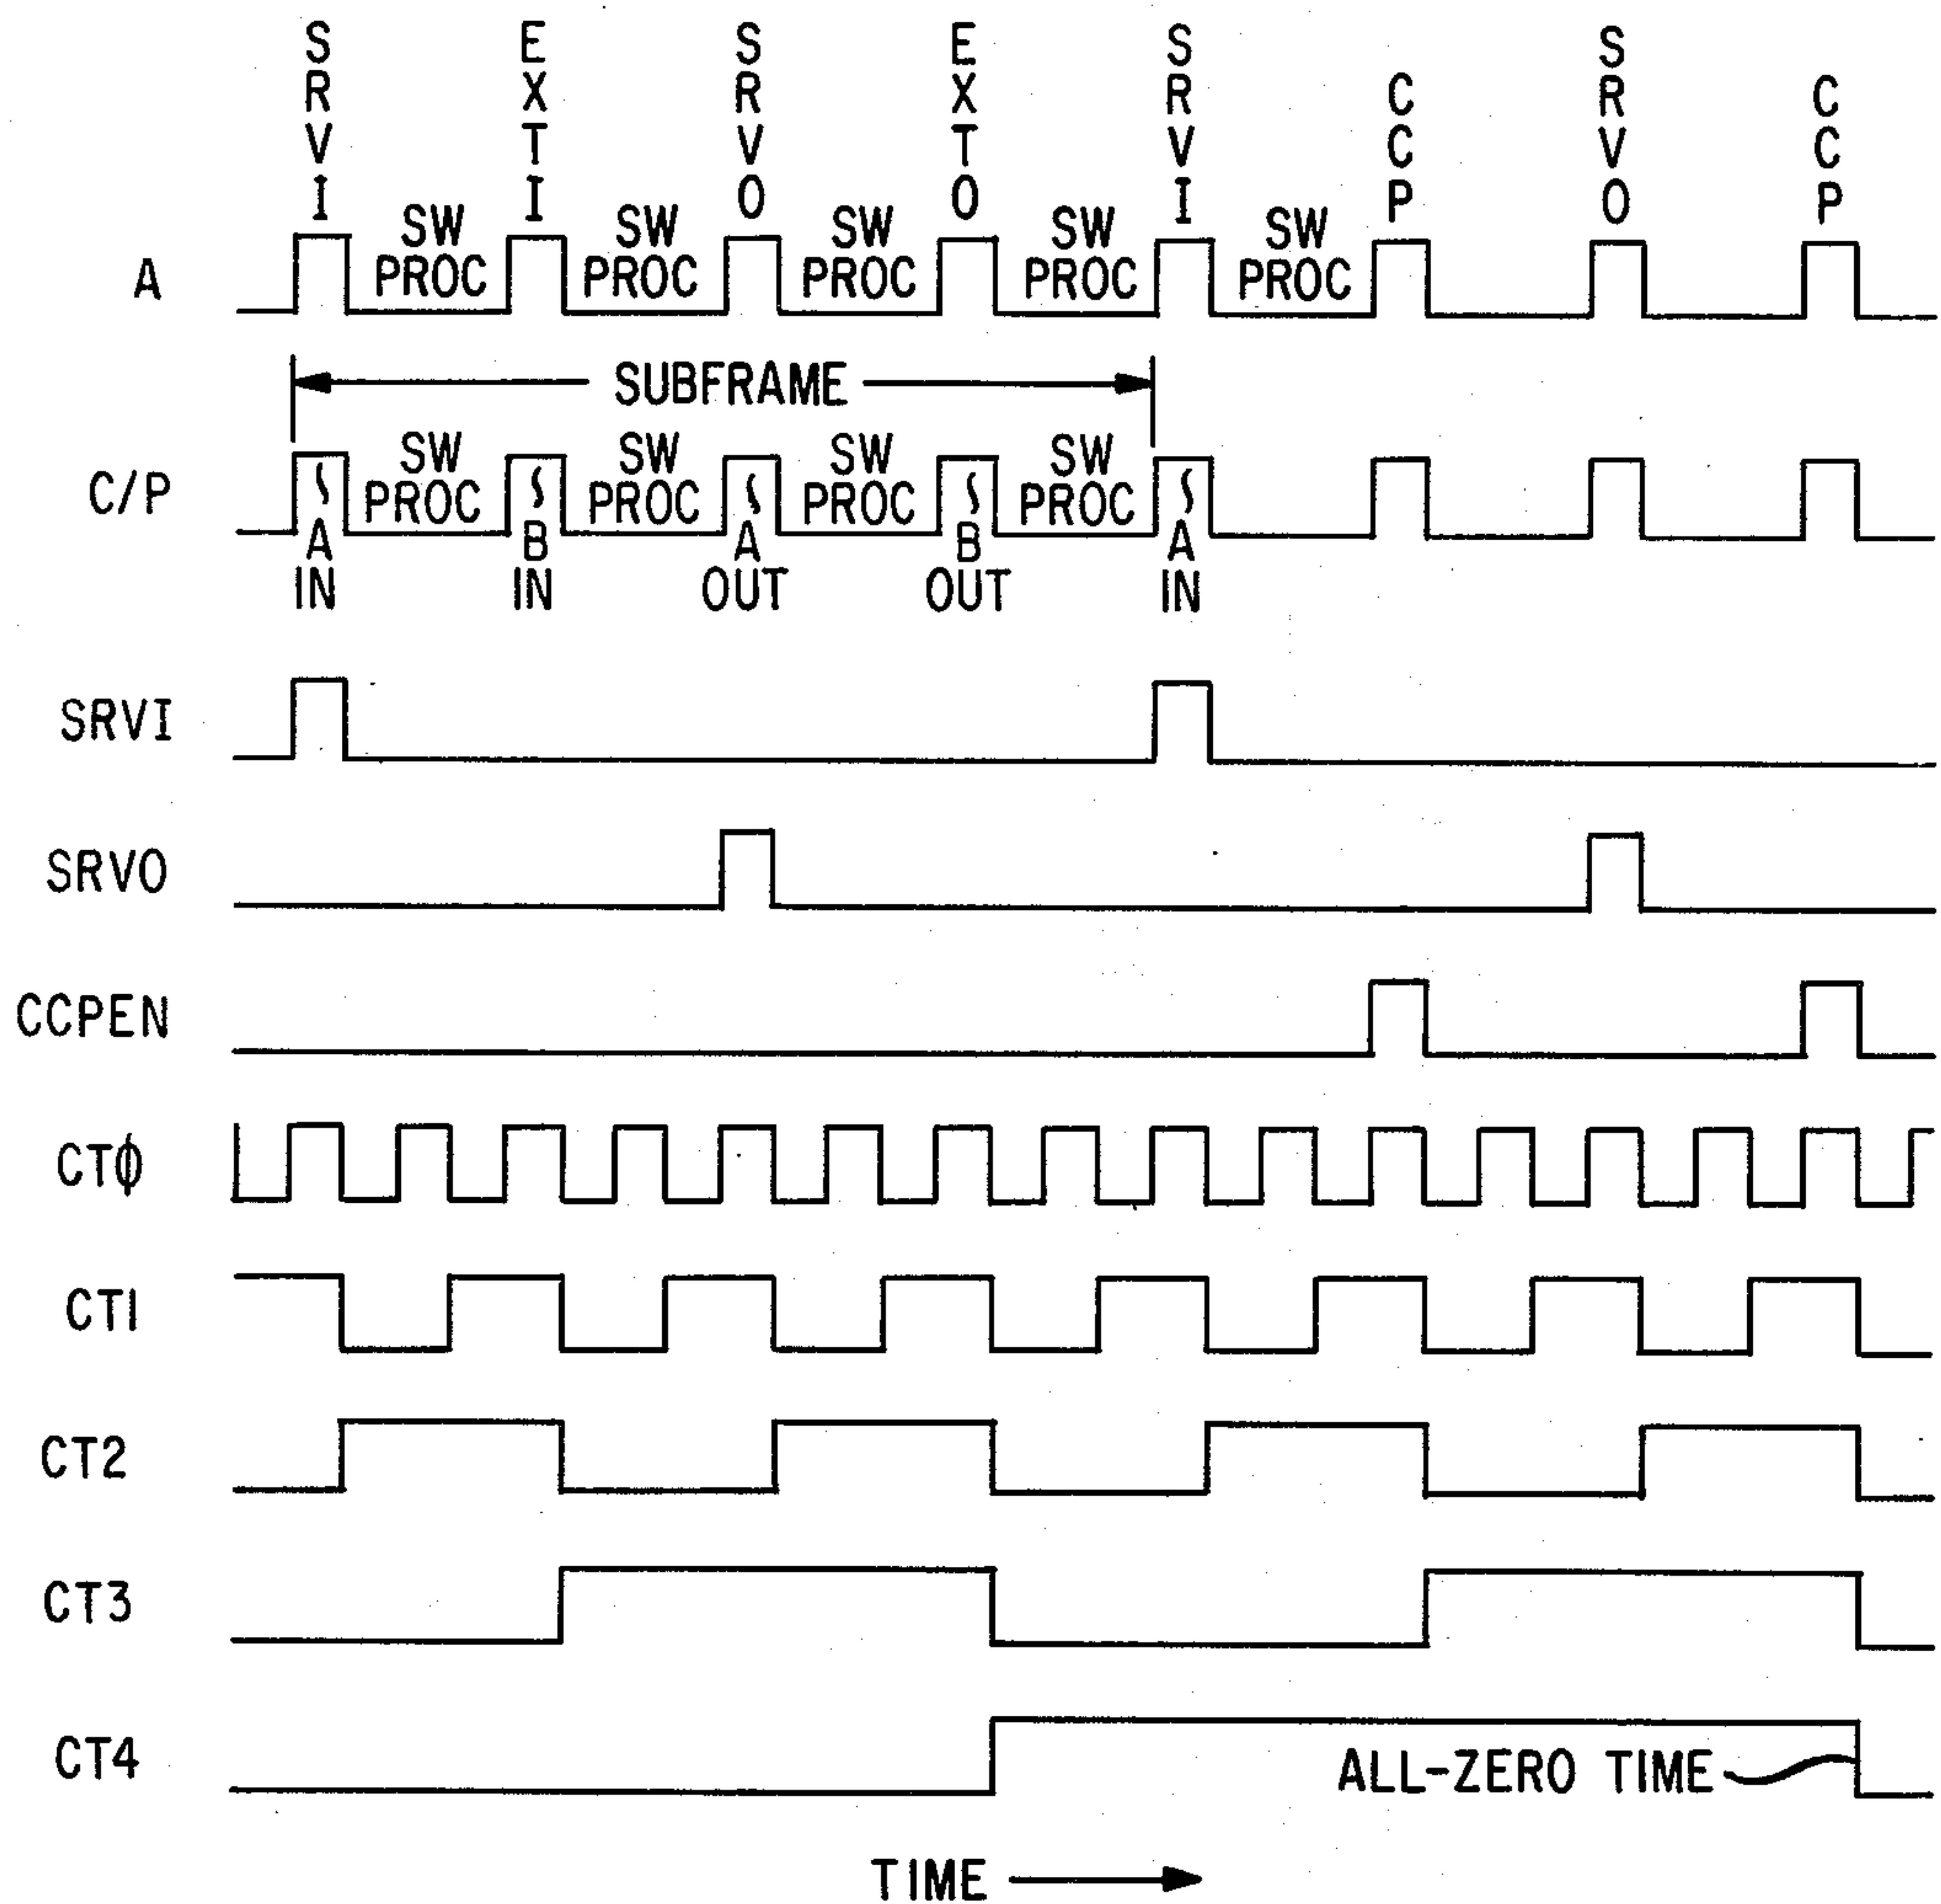 SRVI EXTI SRVO EXTO SRVI CCP SRVO CCP
SW PROC SW PROC SW PROC SW PROC SW PROC
A
SUBFRAME
SW PROC SW PROC SW PROC SW PROC
C/P
A IN B IN A OUT B OUT A IN
SRVI
SRVO
CCPEN
CTϕ
CT1
CT2
CT3
CT4
ALL-ZERO TIME
TIME